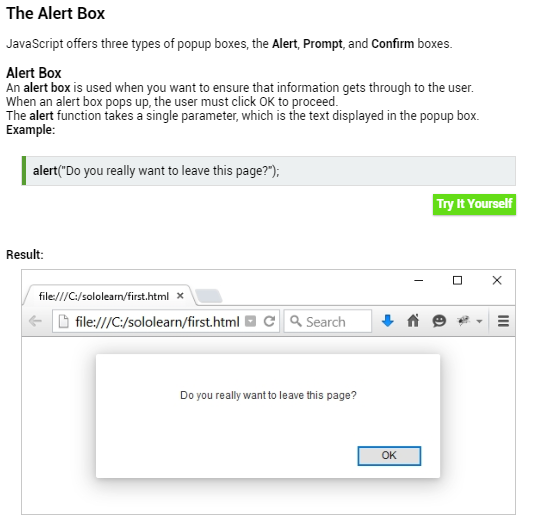 The Alert Box
JavaScript offers three types of popup boxes, the Alert, Prompt, and Confirm boxes.
Alert Box
An alert box is used when you want to ensure that information gets through to the user.
When an alert box pops up, the user must click OK to proceed.
The alert function takes a single parameter, which is the text displayed in the popup box.
Example:
alert("Do you really want to leave this page?");
Try It Yourself
Result:
file:///C:/sololearn/first.html
file:///C:/sololearn/first.html
Search
Do you really want to leave this page?
OK